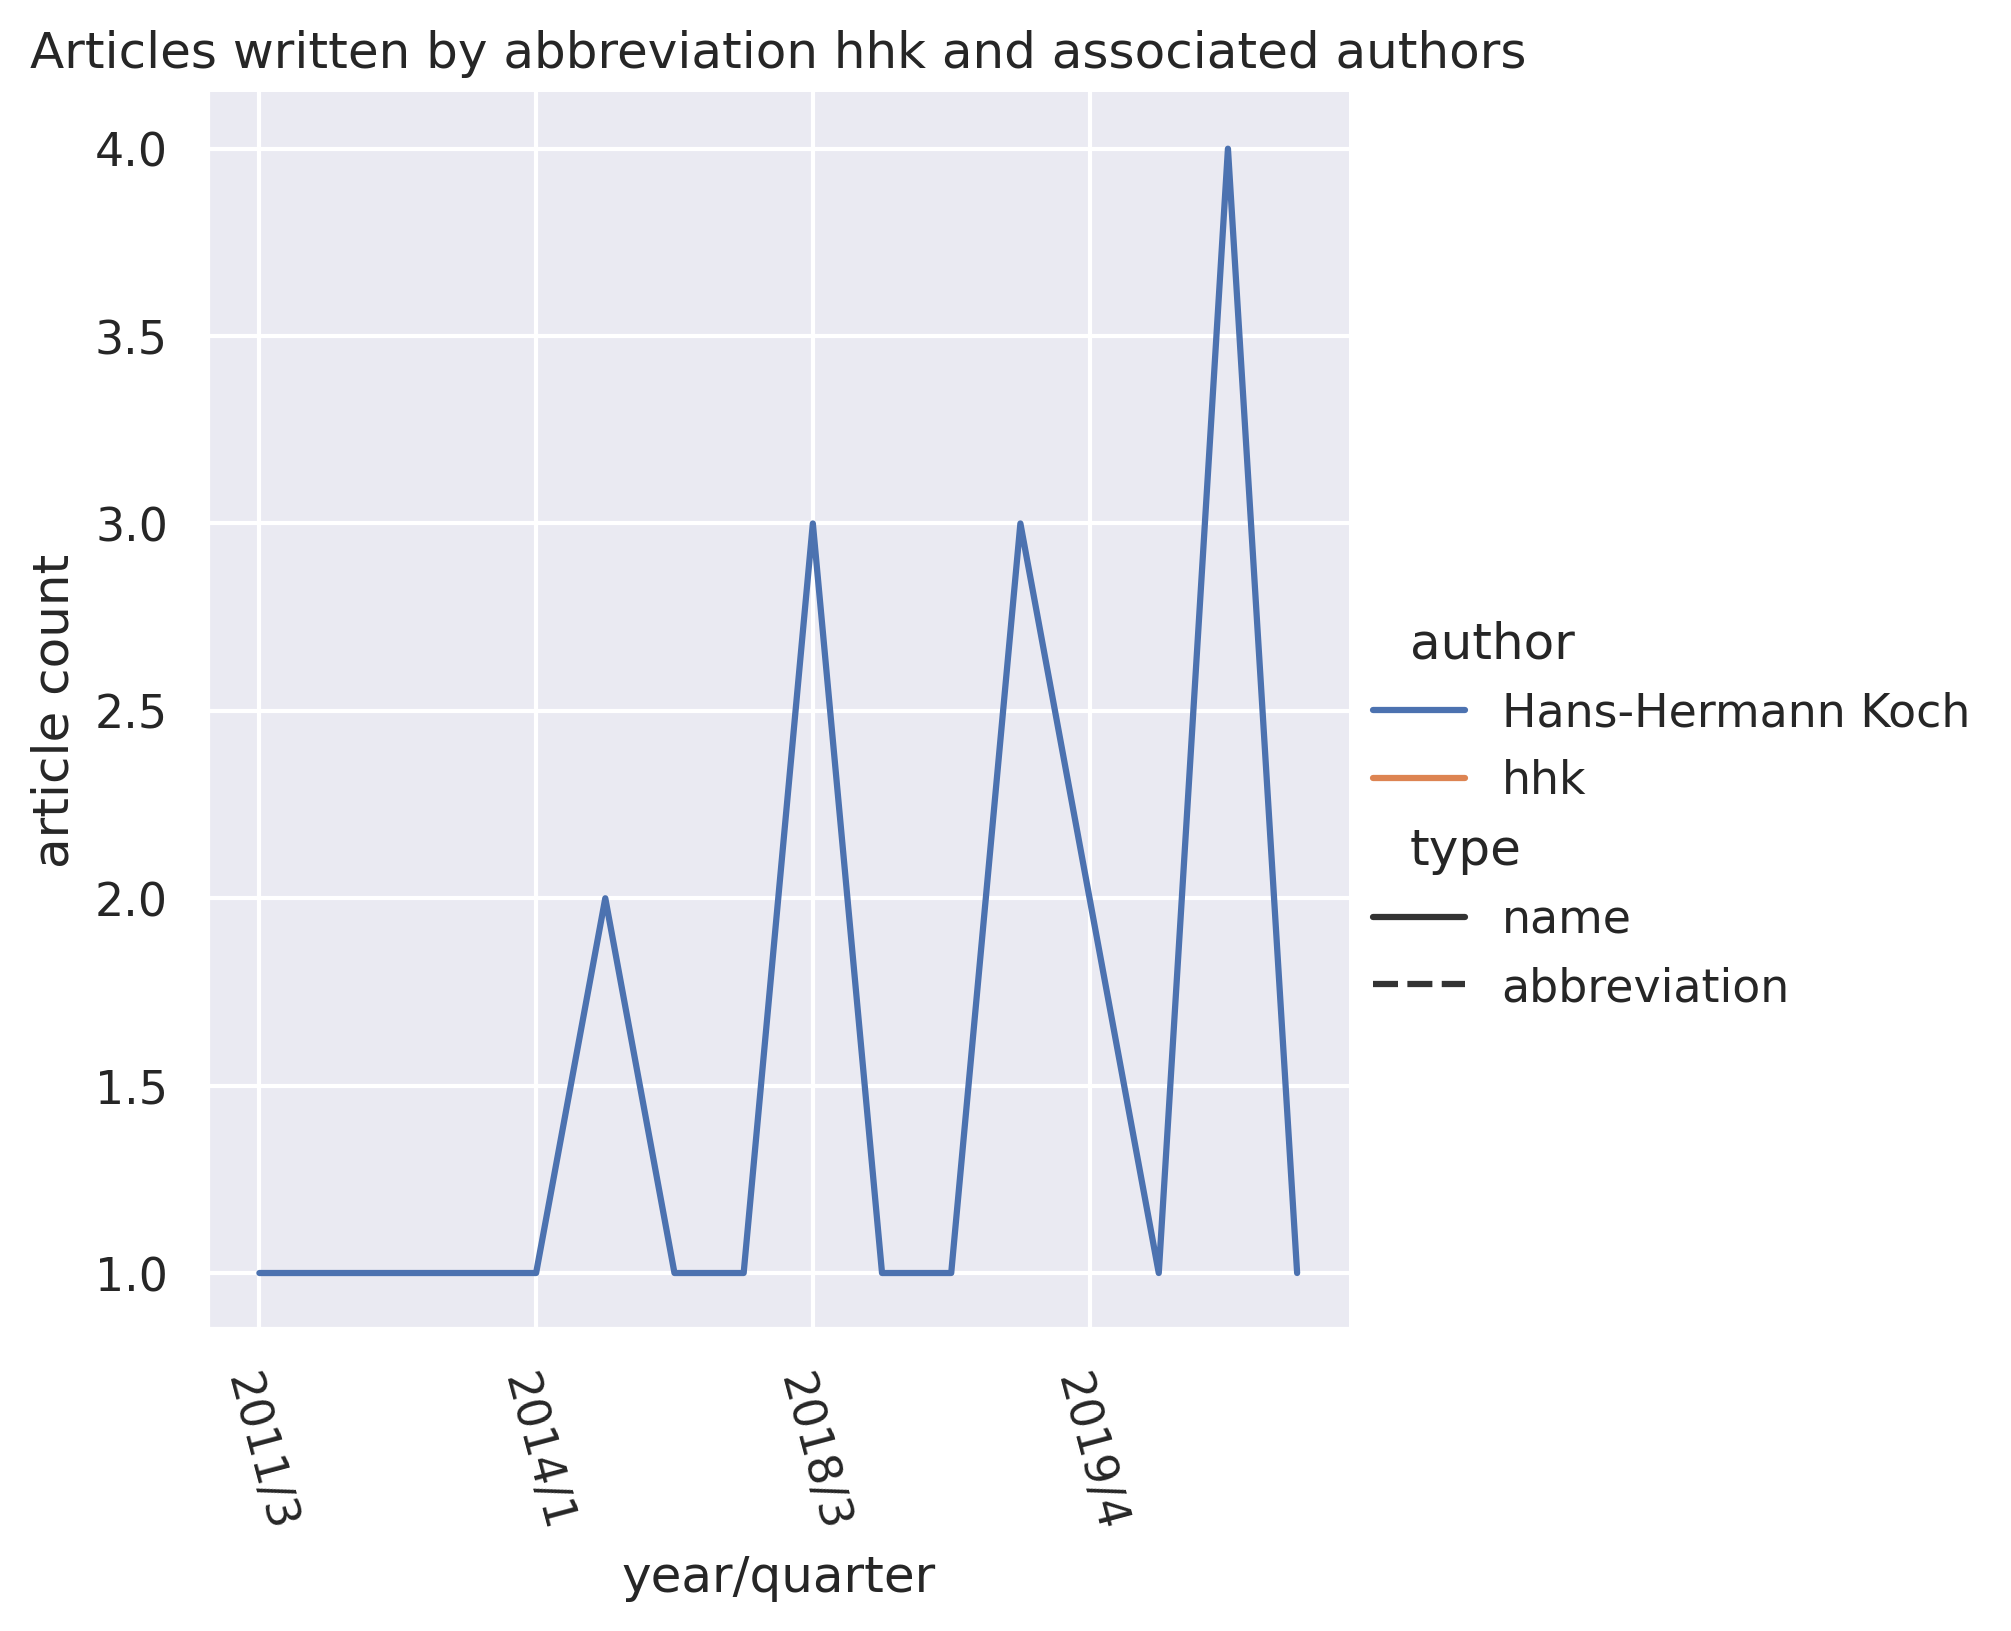 Articles written by abbreviation hhk and associated authors
article count
4.0
3.5
3.0
2.5
2.0
1.5
1.0
2011/3
2014/1
2018/3
2019/4
year/quarter
author
Hans-Hermann Koch
hhk
type
name
abbreviation